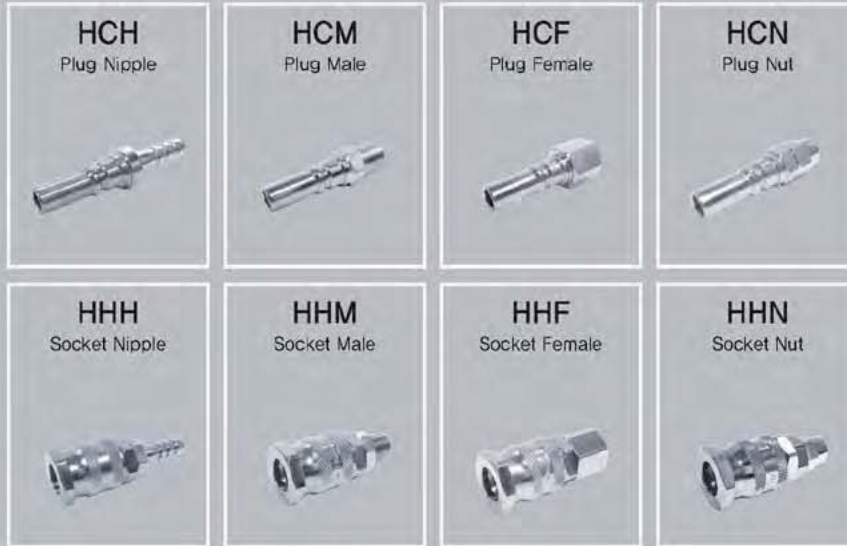 HCH
Plug Nipple
HCM
Plug Male
HCF
Plug Female
HCN
Plug Nut
HHH
Socket Nipple
HHM
Socket Male
HHF
Socket Female
HHN
Socket Nut